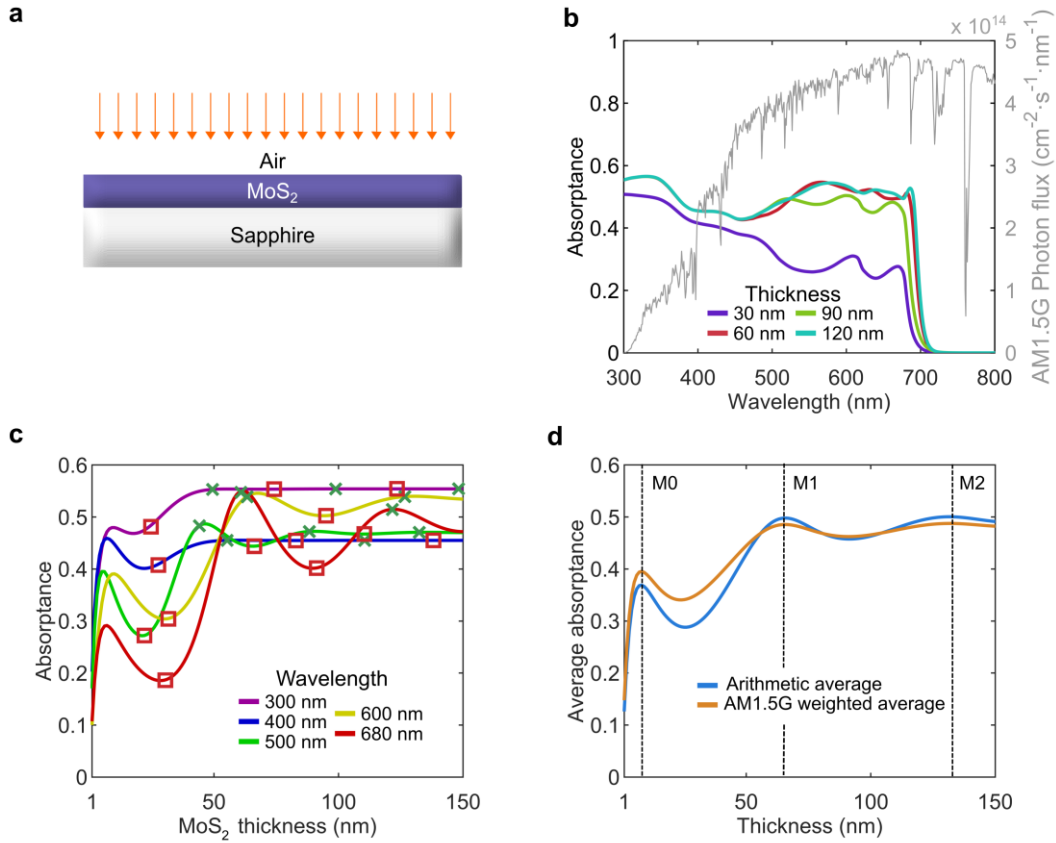 a
Air
MoS₂
Sapphire
b
x 10¹⁴
1
0.8
0.6
0.4
0.2
0
Absorptance
5
4
3
2
1
0
AM1.5G Photon flux (cm⁻²·s⁻¹·nm⁻¹)
Thickness
30 nm 90 nm
60 nm 120 nm
300 400 500 600 700 800
Wavelength (nm)
c
0.6
0.5
0.4
0.3
0.2
0.1
0
Absorptance
Wavelength
300 nm 600 nm
400 nm 680 nm
500 nm
1 50 100 150
MoS₂ thickness (nm)
d
0.6
0.5
0.4
0.3
0.2
0.1
0
Average absorptance
M0 M1 M2
Arithmetic average
AM1.5G weighted average
1 50 100 150
Thickness (nm)